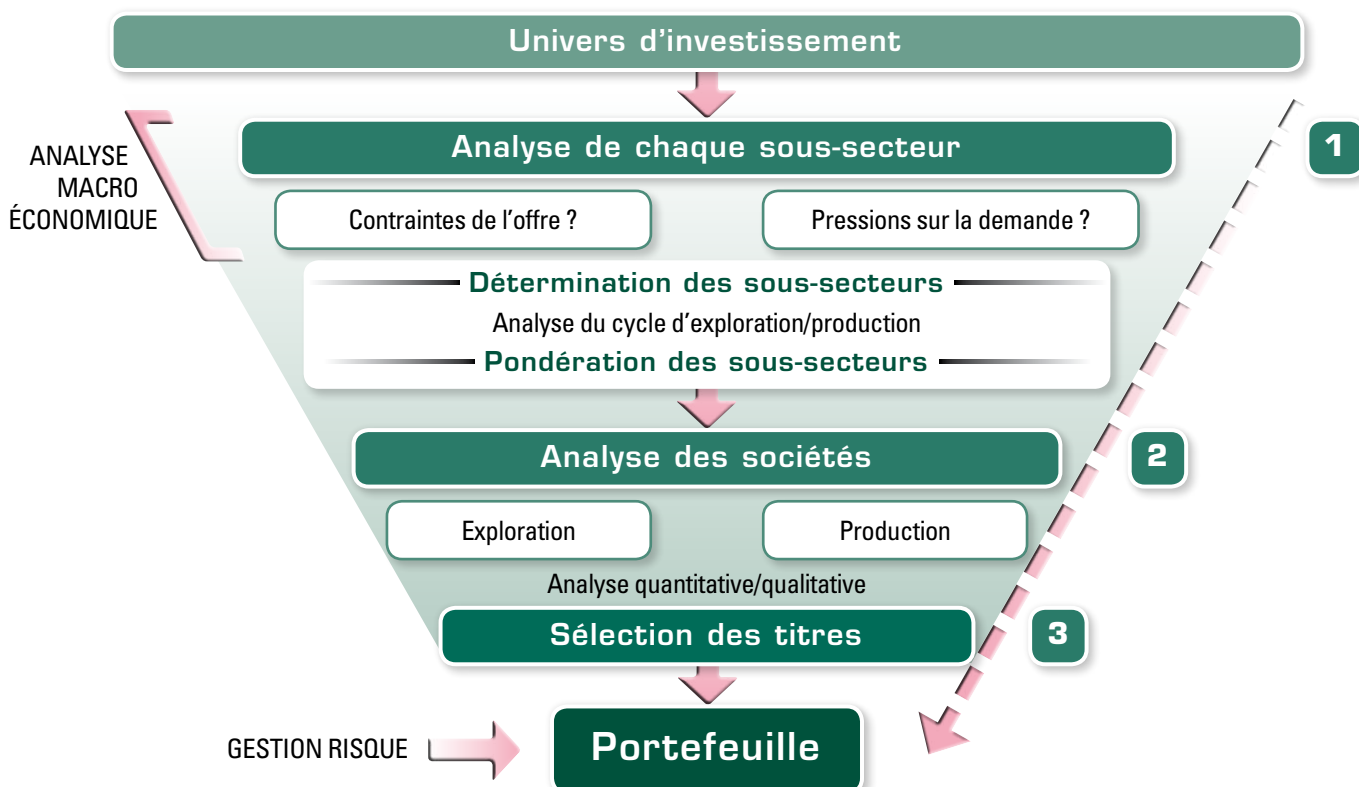 Univers d'investissement
ANALYSE
MACRO
ÉCONOMIQUE
Analyse de chaque sous-secteur
1
Contraintes de l'offre ?
Pressions sur la demande ?
Détermination des sous-secteurs
Analyse du cycle d'exploration/production
Pondération des sous-secteurs
Analyse des sociétés
2
Exploration
Production
Analyse quantitative/qualitative
Sélection des titres
3
GESTION RISQUE
Portefeuille